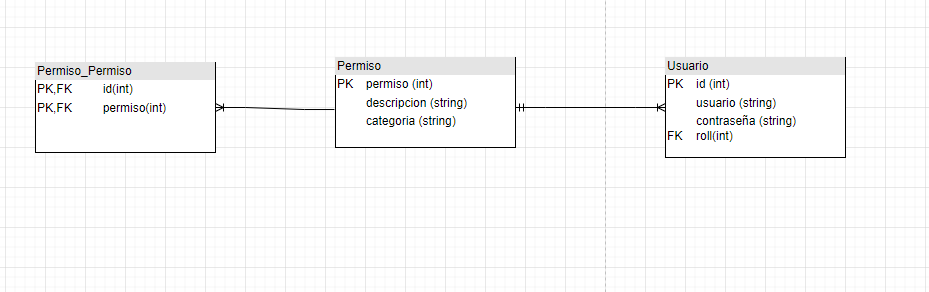 Permiso_Permiso
PK,FK id(int)
PK,FK permiso(int)
Permiso
PK permiso (int)
descripcion (string)
categoria (string)
Usuario
PK id (int)
usuario (string)
contraseña (string)
FK roll(int)